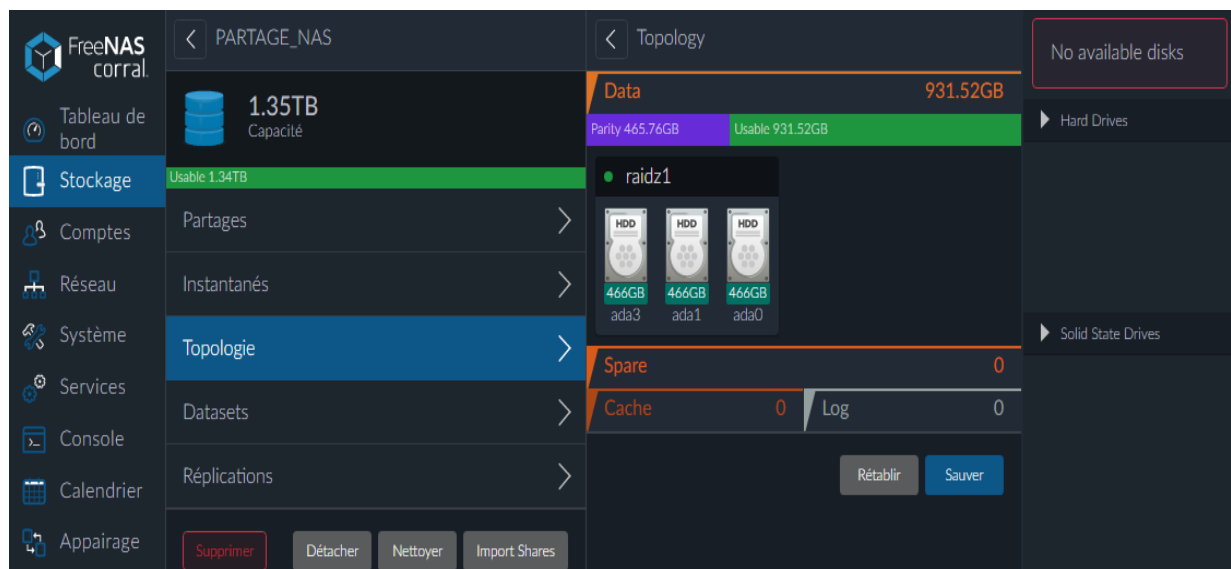 FreeNAS
corral.
Tableau de
bord
Stockage
Comptes
Réseau
Système
Services
Console
Calendrier
Appairage
PARTAGE_NAS
1.35TB
Capacité
Usable 1.34TB
Partages
Instantanés
Topologie
Datasets
Réplications
Supprimer
Détacher
Nettoyer
Import Shares
Topology
Data 931.52GB
Parity 465.76GB Usable 931.52GB
raidz1
HDD HDD HDD
466GB 466GB 466GB
ada3 ada1 ada0
Spare 0
Cache 0 Log 0
Rétablir Sauver
No available disks
Hard Drives
Solid State Drives